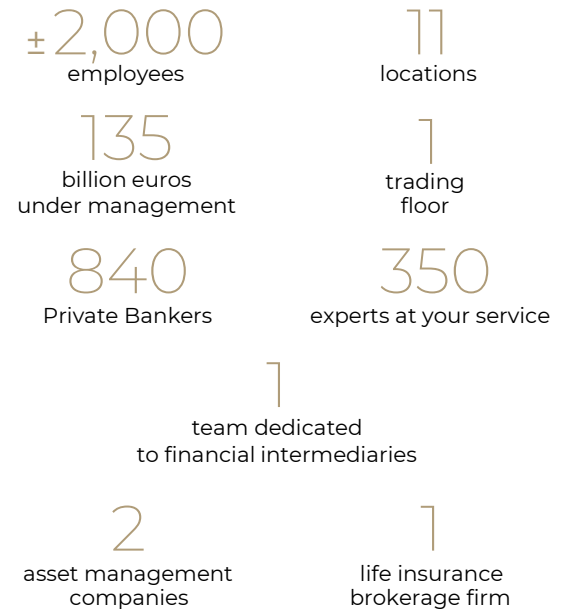 ±2,000
employees
11
locations
135
billion euros
under management
1
trading
floor
840
Private Bankers
350
experts at your service
1
team dedicated
to financial intermediaries
2
asset management
companies
1
life insurance
brokerage firm